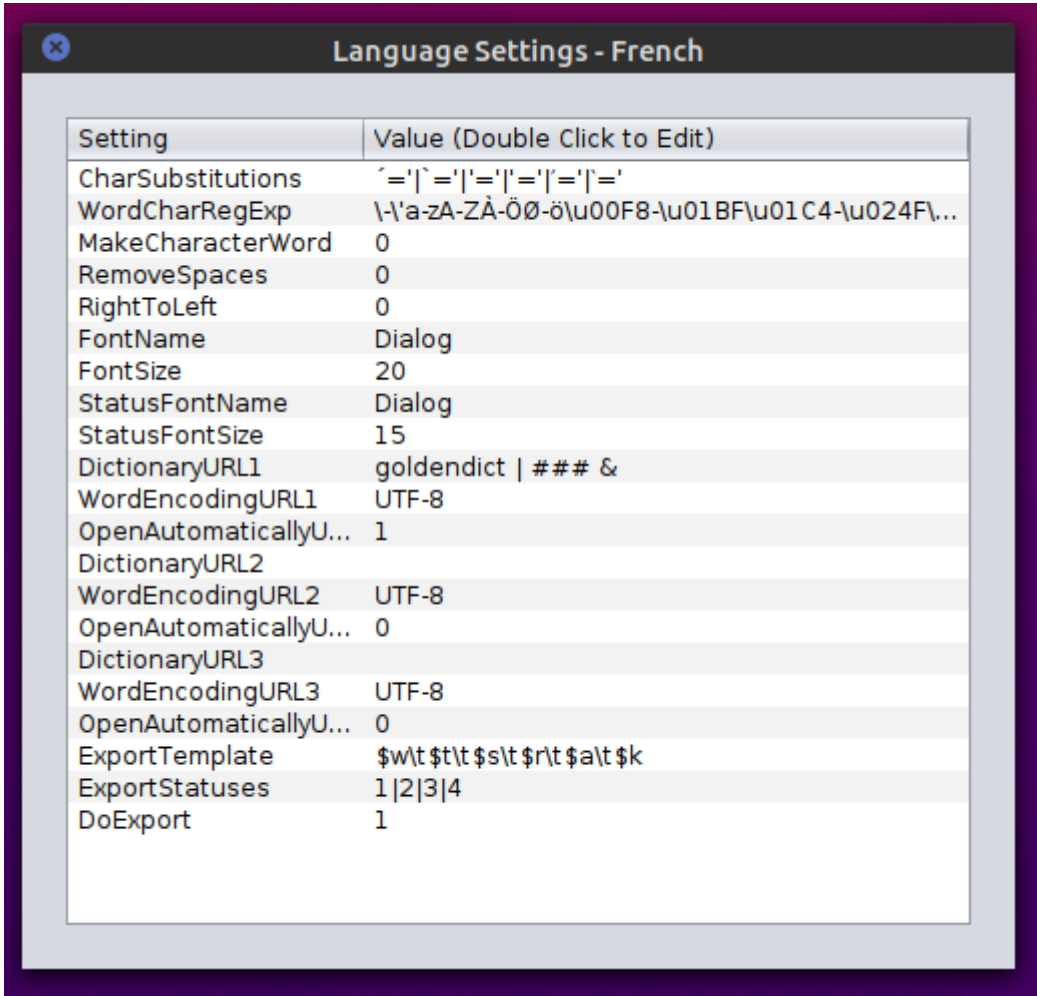 Language Settings - French
Setting Value (Double Click to Edit)
CharSubstitutions ´='|`='|'='|'='|′='|‵='
WordCharRegExp \-\'a-zA-ZÀ-ÖØ-ö\u00F8-\u01BF\u01C4-\u024F\...
MakeCharacterWord 0
RemoveSpaces 0
RightToLeft 0
FontName Dialog
FontSize 20
StatusFontName Dialog
StatusFontSize 15
DictionaryURL1 goldendict | ### &
WordEncodingURL1 UTF-8
OpenAutomaticallyU... 1
DictionaryURL2
WordEncodingURL2 UTF-8
OpenAutomaticallyU... 0
DictionaryURL3
WordEncodingURL3 UTF-8
OpenAutomaticallyU... 0
ExportTemplate $w\t$t\t$s\t$r\t$a\t$k
ExportStatuses 1|2|3|4
DoExport 1